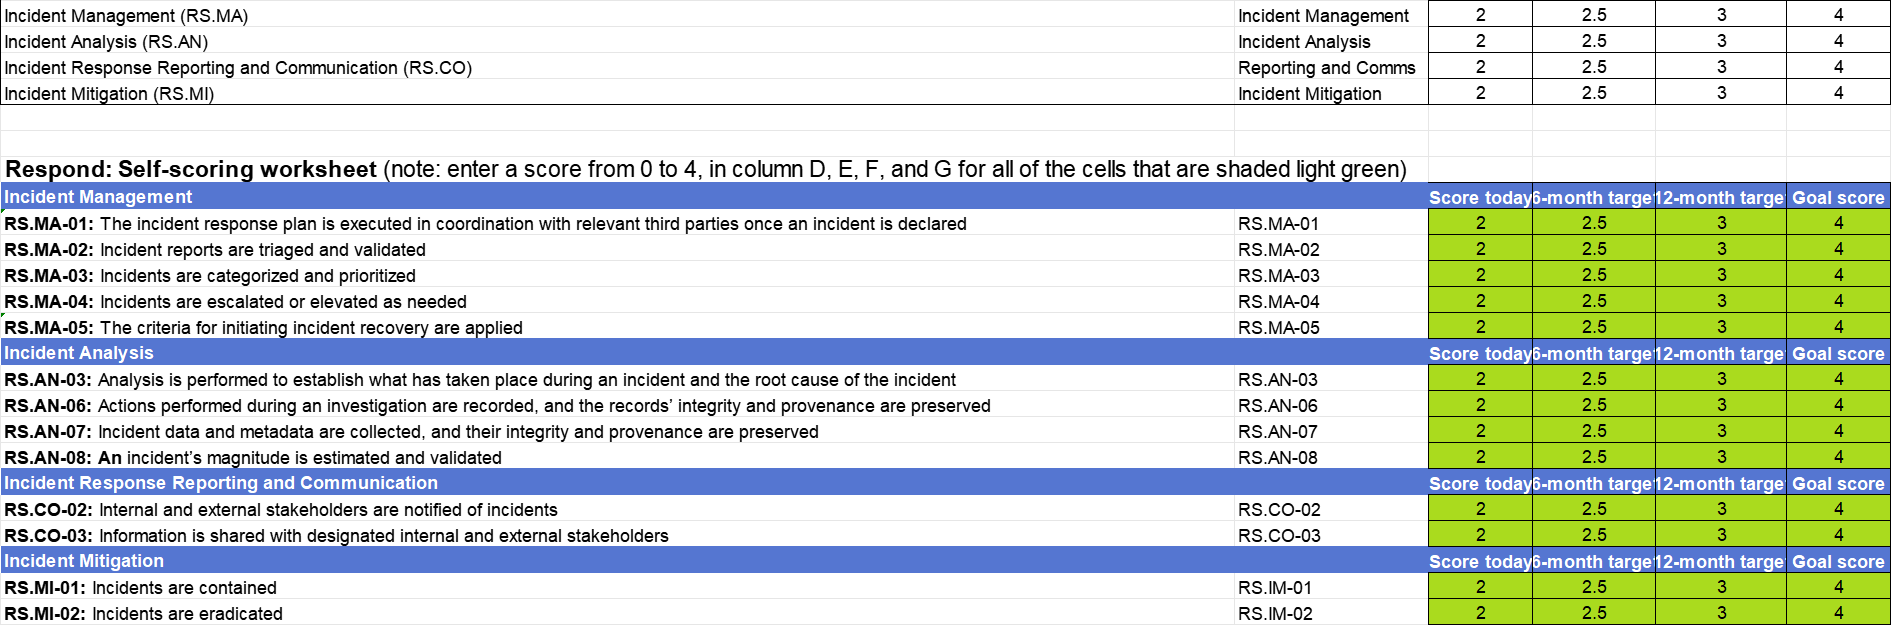 Incident Management (RS.MA) Incident Management 2 2.5 3 4
Incident Analysis (RS.AN) Incident Analysis 2 2.5 3 4
Incident Response Reporting and Communication (RS.CO) Reporting and Comms 2 2.5 3 4
Incident Mitigation (RS.MI) Incident Mitigation 2 2.5 3 4
Respond: Self-scoring worksheet (note: enter a score from 0 to 4, in column D, E, F, and G for all of the cells that are shaded light green)
Incident Management Score today 6-month target 12-month targe Goal score
RS.MA-01: The incident response plan is executed in coordination with relevant third parties once an incident is declared RS.MA-01 2 2.5 3 4
RS.MA-02: Incident reports are triaged and validated RS.MA-02 2 2.5 3 4
RS.MA-03: Incidents are categorized and prioritized RS.MA-03 2 2.5 3 4
RS.MA-04: Incidents are escalated or elevated as needed RS.MA-04 2 2.5 3 4
RS.MA-05: The criteria for initiating incident recovery are applied RS.MA-05 2 2.5 3 4
Incident Analysis Score today 6-month target 12-month targe Goal score
RS.AN-03: Analysis is performed to establish what has taken place during an incident and the root cause of the incident RS.AN-03 2 2.5 3 4
RS.AN-06: Actions performed during an investigation are recorded, and the records’ integrity and provenance are preserved RS.AN-06 2 2.5 3 4
RS.AN-07: Incident data and metadata are collected, and their integrity and provenance are preserved RS.AN-07 2 2.5 3 4
RS.AN-08: An incident’s magnitude is estimated and validated RS.AN-08 2 2.5 3 4
Incident Response Reporting and Communication Score today 6-month target 12-month targe Goal score
RS.CO-02: Internal and external stakeholders are notified of incidents RS.CO-02 2 2.5 3 4
RS.CO-03: Information is shared with designated internal and external stakeholders RS.CO-03 2 2.5 3 4
Incident Mitigation Score today 6-month target 12-month targe Goal score
RS.MI-01: Incidents are contained RS.IM-01 2 2.5 3 4
RS.MI-02: Incidents are eradicated RS.IM-02 2 2.5 3 4